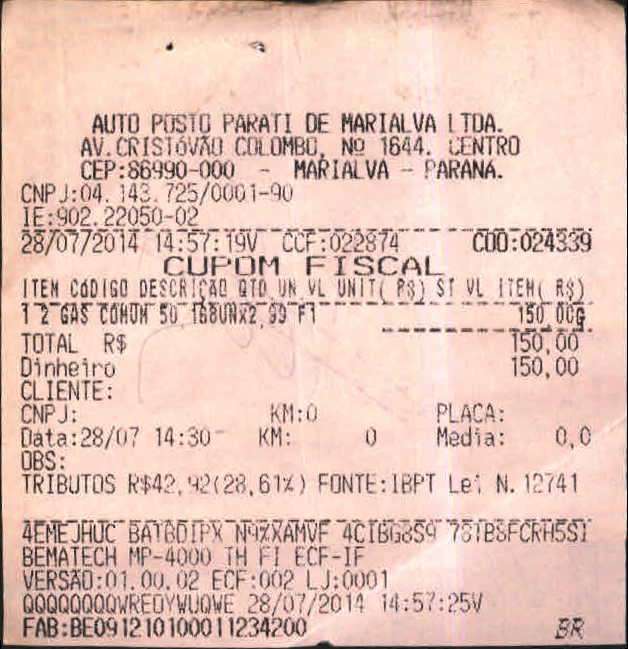 AUTO POSTO PARATI DE MARIALVA LTDA.
AV.CRISTÓVÃO COLOMBO, Nº 1644. CENTRO
CEP:86990-000 - MARIALVA - PARANÁ.
CNPJ:04.143.725/0001-90
IE:902.22050-02
28/07/2014 14:57:19V CCF:022874 COO:024339
CUPOM FISCAL
ITEM CÓDIGO DESCRIÇÃO QTD UN VL UNIT( R$) ST VL ITEM( R$)
1 2 GAS COMUM 50 168UNX2,99 F1 150,00G
TOTAL R$ 150,00
Dinheiro 150,00
CLIENTE:
CNPJ: KM:0 PLACA:
Data:28/07 14:30 KM: 0 Media: 0,0
OBS:
TRIBUTOS R$42,92(28,61%) FONTE:IBPT Lei N.12741
4EMEJHUC BATBDIPX N9%XAMVF 4CIBG8S9
BEMATECH MP-4000 TH FI ECF-IF
VERSÃO:01.00.02 ECF:002 LJ:0001
QQQQQQQQWREDYWUQWE 28/07/2014 14:57:25V
FAB:BE091210100011234200 BR